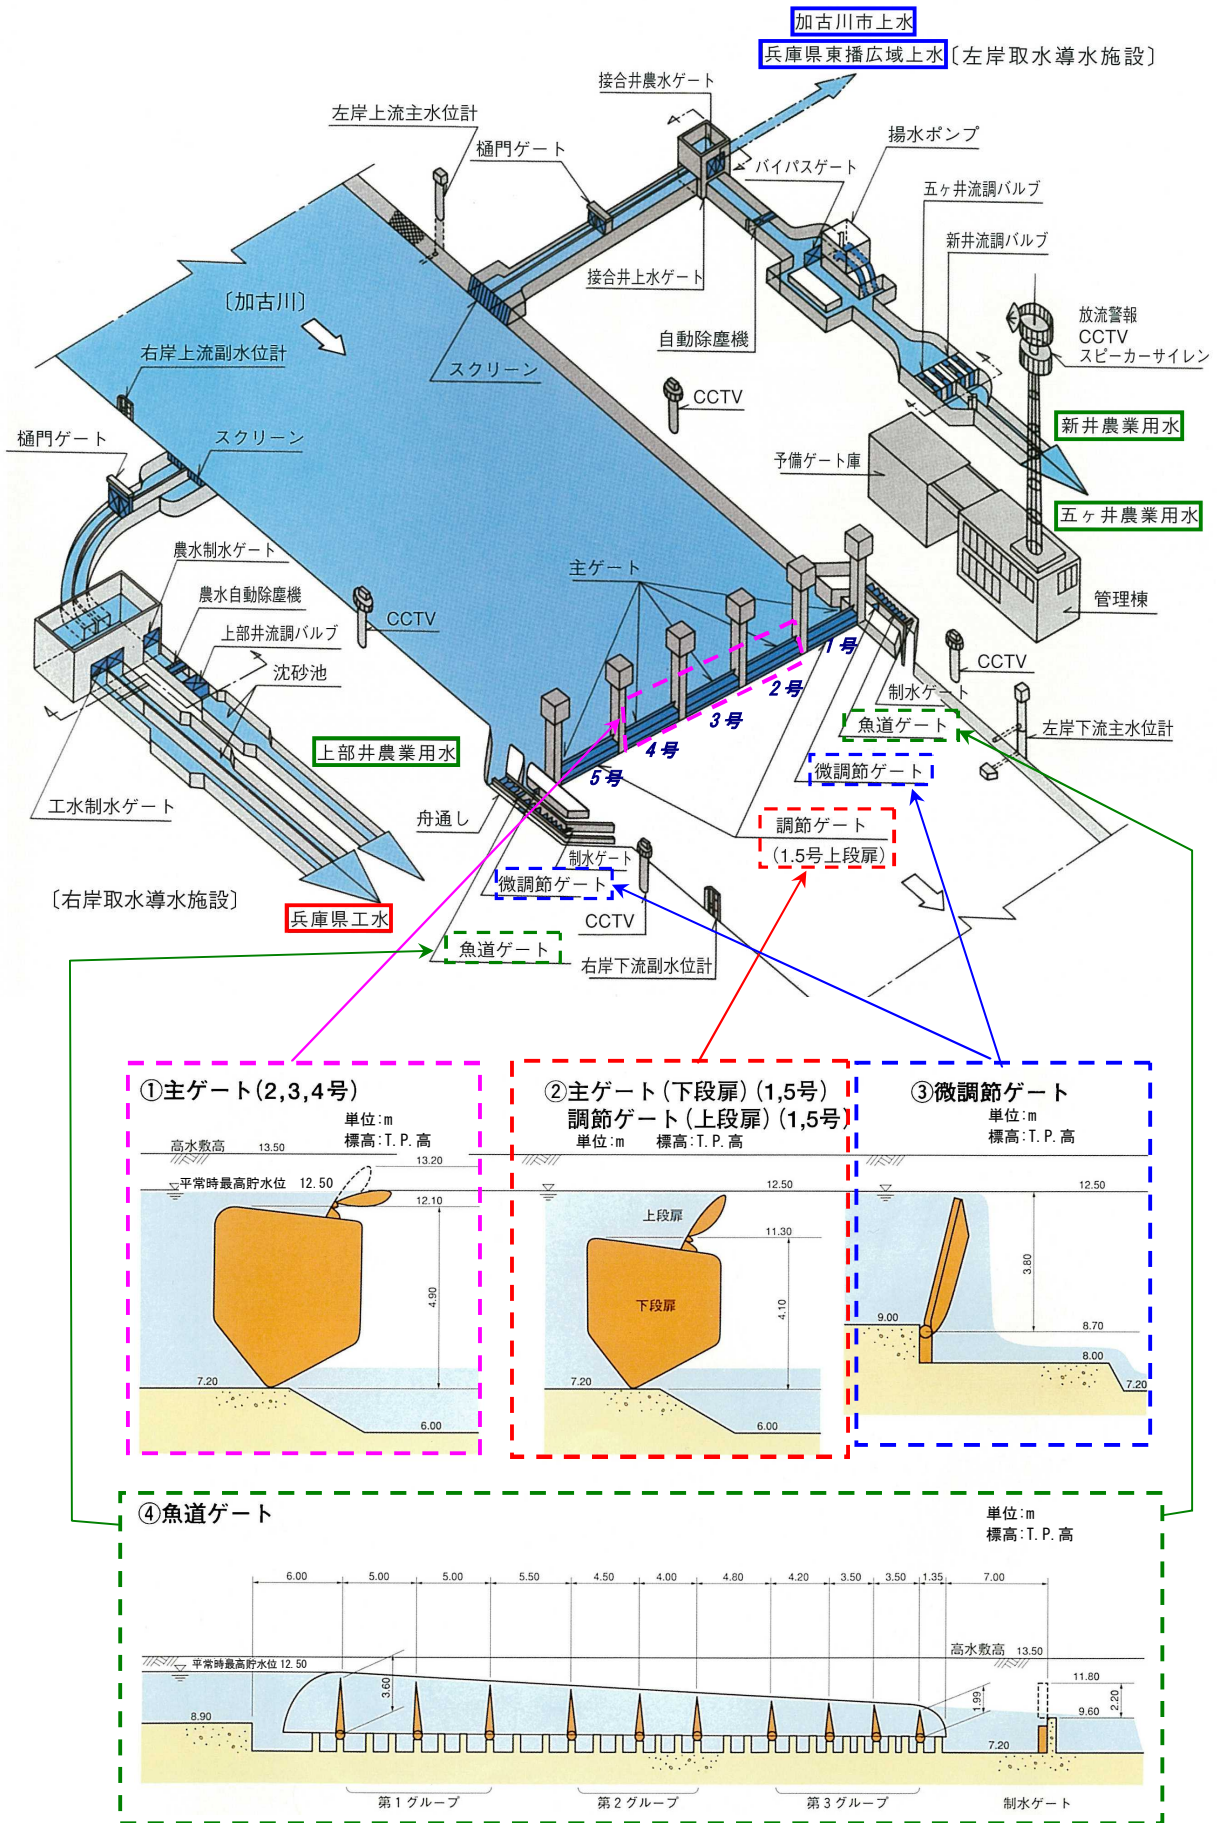 加古川市上水
兵庫県東播広域上水
〔左岸取水導水施設〕
接合井農水ゲート
左岸上流主水位計
樋門ゲート
揚水ポンプ
バイパスゲート
五ヶ井流調バルブ
新井流調バルブ
接合井上水ゲート
〔加古川〕
放流警報
CCTV
スピーカーサイレン
自動除塵機
右岸上流副水位計
スクリーン
CCTV
樋門ゲート
スクリーン
新井農業用水
予備ゲート庫
五ヶ井農業用水
農水制水ゲート
主ゲート
農水自動除塵機
管理棟
CCTV
上部井流調バルブ
1号
CCTV
沈砂池
2号
制水ゲート
3号
魚道ゲート
左岸下流主水位計
上部井農業用水
4号
微調節ゲート
5号
工水制水ゲート
舟通し
調節ゲート
(1.5号上段扉)
制水ゲート
微調節ゲート
〔右岸取水導水施設〕
兵庫県工水
CCTV
魚道ゲート
右岸下流副水位計
①主ゲート(2,3,4号)
単位:m
標高:T.P.高
高水敷高 13.50
13.20
平常時最高貯水位 12.50
12.10
4.90
7.20
6.00
②主ゲート(下段扉)(1,5号)
調節ゲート(上段扉)(1,5号)
単位:m 標高:T.P.高
12.50
上段扉
11.30
下段扉
4.10
7.20
6.00
③微調節ゲート
単位:m
標高:T.P.高
12.50
3.80
9.00
8.70
8.00
7.20
④魚道ゲート
単位:m
標高:T.P.高
6.00 5.00 5.00 5.50 4.50 4.00 4.80 4.20 3.50 3.50 1.35 7.00
高水敷高 13.50
平常時最高貯水位 12.50
11.80
3.60
1.99
2.20
8.90
9.60
7.20
第1グループ
第2グループ
第3グループ
制水ゲート